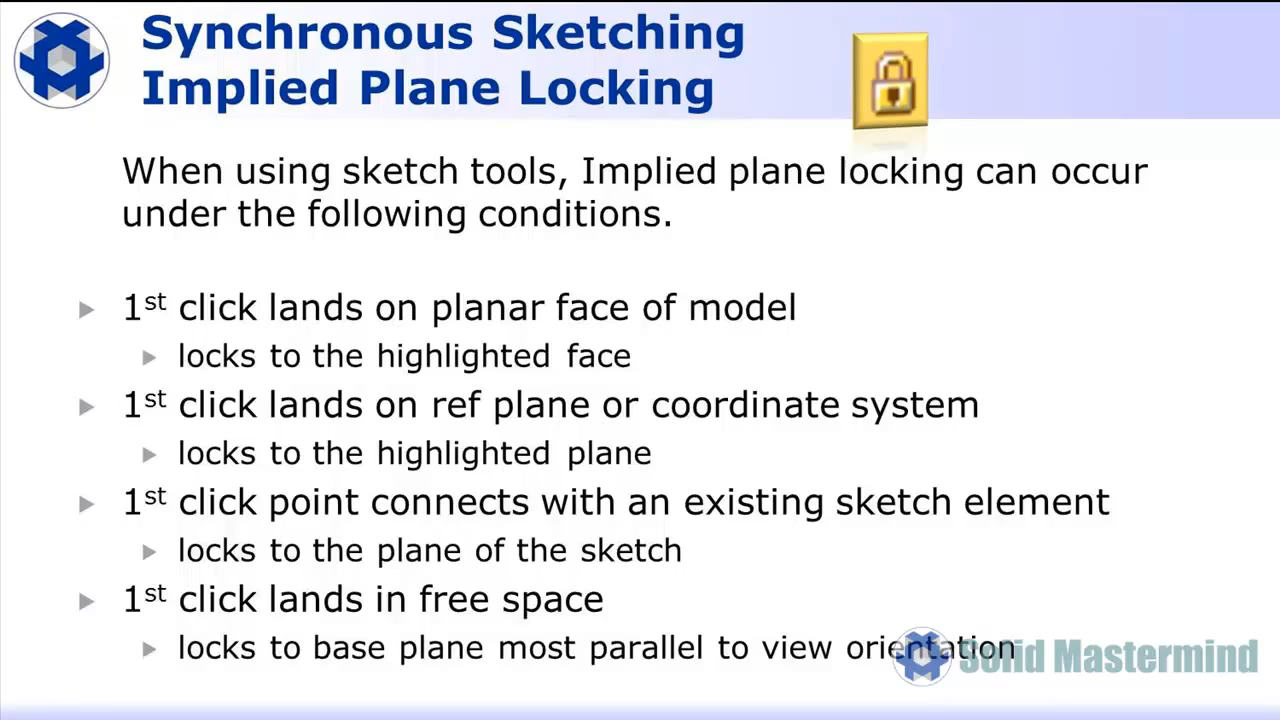 Synchronous Sketching
Implied Plane Locking
When using sketch tools, Implied plane locking can occur
under the following conditions.
1st click lands on planar face of model
locks to the highlighted face
1st click lands on ref plane or coordinate system
locks to the highlighted plane
1st click point connects with an existing sketch element
locks to the plane of the sketch
1st click lands in free space
locks to base plane most parallel to view orientation
Solid Mastermind